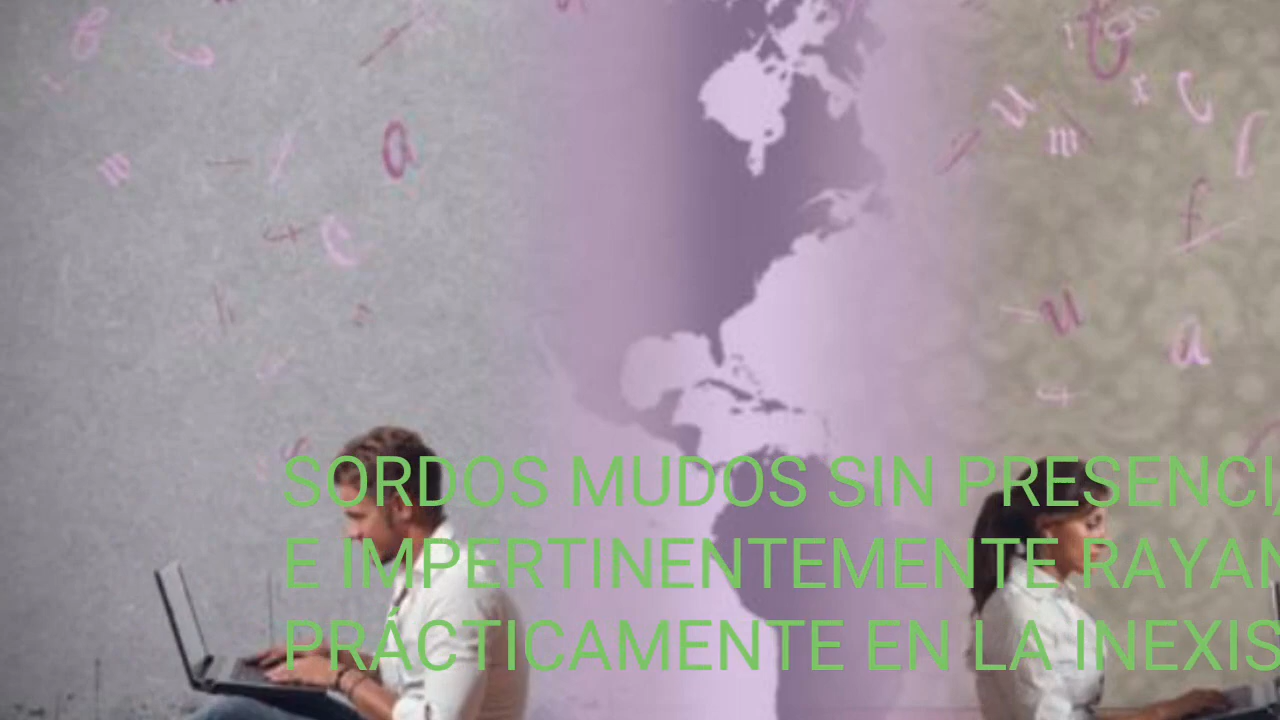 SORDOS MUDOS SIN PRESENCI
E IMPERTINENTEMENTE RAYAN
PRÁCTICAMENTE EN LA INEXIS